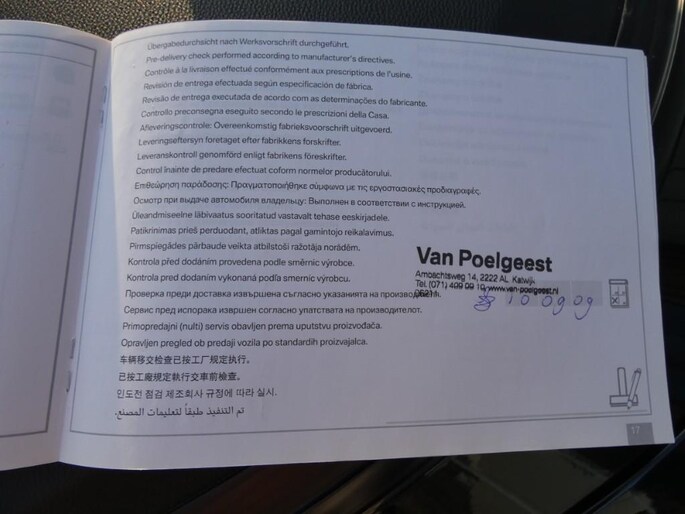 Übergabedurchsicht nach Werksvorschrift durchgeführt.
Pre-delivery check performed according to manufacturer's directives.
Contrôle à la livraison effectué conformément aux prescriptions de l'usine.
Revisión de entrega efectuada según especificación de fábrica.
Revisão de entrega executada de acordo com as determinações do fabricante.
Controllo preconsegna eseguito secondo le prescrizioni della Casa.
Afleveringscontrole: Overeenkomstig fabrieksvoorschrift uitgevoerd.
Leveringseftersyn foretaget efter fabrikkens forskrifter.
Leveranskontroll genomförd enligt fabrikens föreskrifter.
Control înainte de predare efectuat coform normelor producătorului.
Επιθεώρηση παράδοσης: Πραγματοποιήθηκε σύμφωνα με τις εργοστασιακές προδιαγραφές.
Осмотр при выдаче автомобиля владельцу: Выполнен в соответствии с инструкцией.
Üleandmiseelne läbivaatus sooritatud vastavalt tehase eeskirjadele.
Patikrinimas prieš perduodant, atliktas pagal gamintojo reikalavimus.
Pirmspiegādes pārbaude veikta atbilstoši ražotāja norādēm.
Kontrola před dodáním provedena podle směrnic výrobce.
Kontrola pred dodaním vykonaná podľa smerníc výrobcu.
Проверка преди доставка извършена съгласно указанията на производителя.
Сервис пред испорака извршен согласно упатствата на производителот.
Primopredajni (nulti) servis obavljen prema uputstvu proizvođača.
Opravljen pregled ob predaji vozila po standardih proizvajalca.
车辆移交检查已按工厂规定执行。
已按工廠規定執行交車前檢查。
인도전 점검 제조회사 규정에 따라 실시.
تم التنفيذ طبقاً لتعليمات المصنع.
Van Poelgeest
Ambachtsweg 14, 2222 AL Katwijk
Tel. (071) 409 09 10 www.van-poelgeest.nl
10 09 09
17